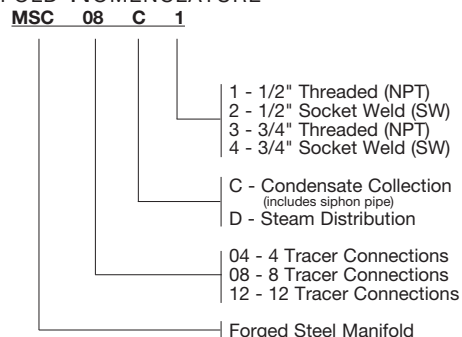 NOMENCLATURE
MSC 08 C 1
1 - 1/2" Threaded (NPT)
2 - 1/2" Socket Weld (SW)
3 - 3/4" Threaded (NPT)
4 - 3/4" Socket Weld (SW)
C - Condensate Collection
(includes siphon pipe)
D - Steam Distribution
04 - 4 Tracer Connections
08 - 8 Tracer Connections
12 - 12 Tracer Connections
Forged Steel Manifold